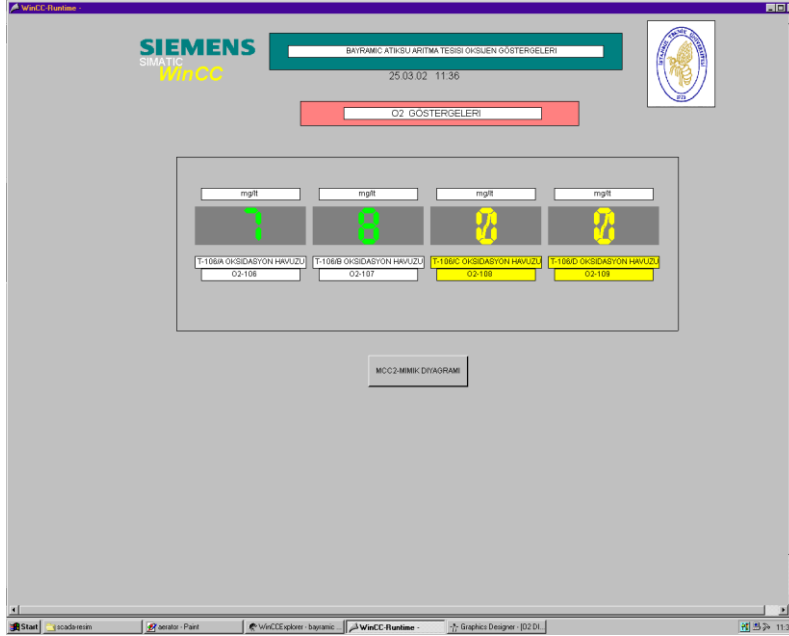 WinCC-Runtime -
SIEMENS
SIMATIC
WinCC
BAYRAMIC ATIKSU ARITMA TESISI OKSIJEN GÖSTERGELERI
25.03.02 11:36
O2 GÖSTERGELERI
mg/lt mg/lt mg/lt mg/lt
7 8 0 0
T-106/A OKSIDASYON HAVUZU T-106/B OKSIDASYON HAVUZU T-106/C OKSIDASYON HAVUZU T-106/D OKSIDASYON HAVUZU
O2-106 O2-107 O2-108 O2-109
MCC2-MIMIK DIYAGRAMI
Start scada-resim aerator - Paint WinCCExplorer - bayramic ... WinCC-Runtime - Graphics Designer - [O2 DI...